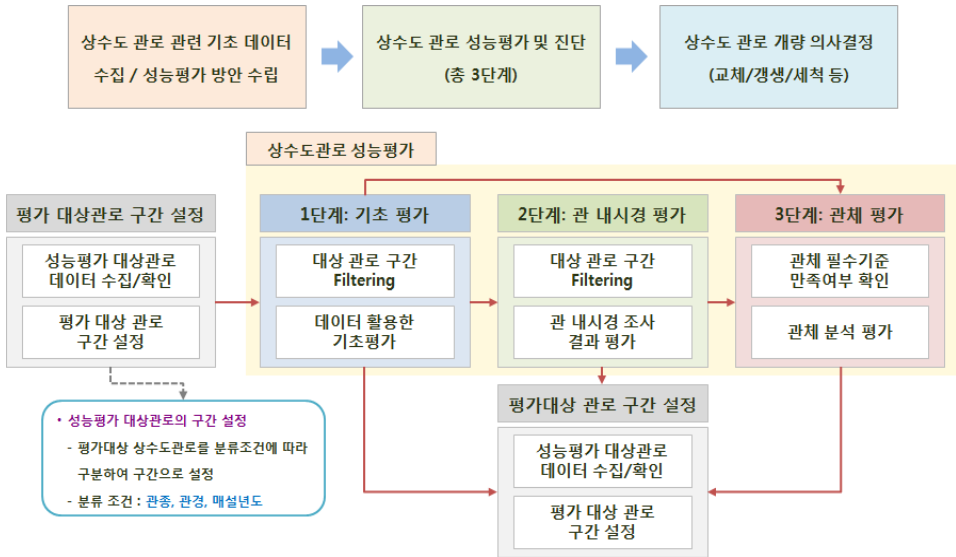 상수도 관로 관련 기초 데이터
수집 / 성능평가 방안 수립
상수도 관로 성능평가 및 진단
(총 3단계)
상수도 관로 개량 의사결정
(교체/갱생/세척 등)
상수도관로 성능평가
평가 대상관로 구간 설정
성능평가 대상관로
데이터 수집/확인
평가 대상 관로
구간 설정
1단계: 기초 평가
대상 관로 구간
Filtering
데이터 활용한
기초평가
2단계: 관 내시경 평가
대상 관로 구간
Filtering
관 내시경 조사
결과 평가
3단계: 관체 평가
관체 필수기준
만족여부 확인
관체 분석 평가
• 성능평가 대상관로의 구간 설정
- 평가대상 상수도관로를 분류조건에 따라
구분하여 구간으로 설정
- 분류 조건 : 관종, 관경, 매설년도
평가대상 관로 구간 설정
성능평가 대상관로
데이터 수집/확인
평가 대상 관로
구간 설정